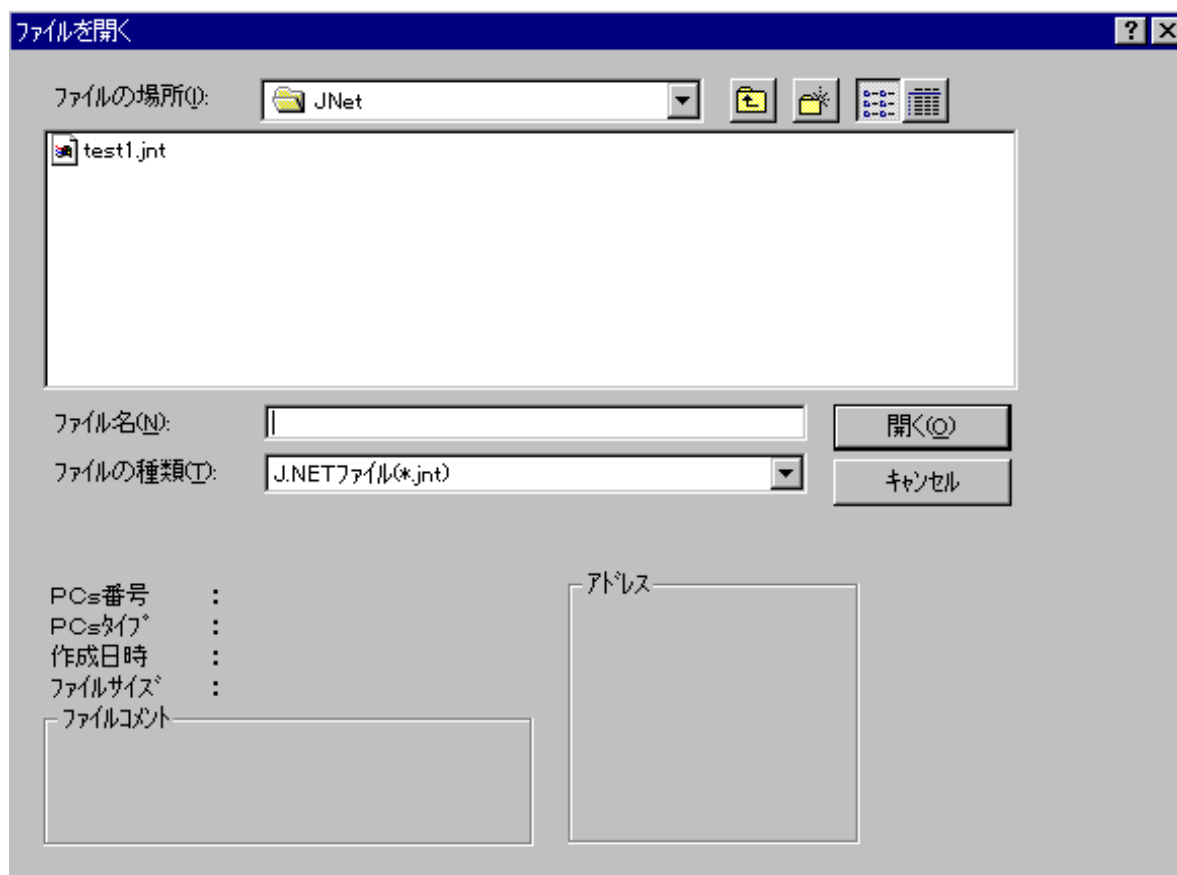 ファイルを開く
ファイルの場所(I):
JNet
test1.jnt
ファイル名(N):
開く(O)
ファイルの種類(T):
J.NETファイル(*.jnt)
キャンセル
PCs番号 :
PCsﾀｲﾌﾟ :
作成日時 :
ファイルサイズ :
ファイルコメント
アドレス